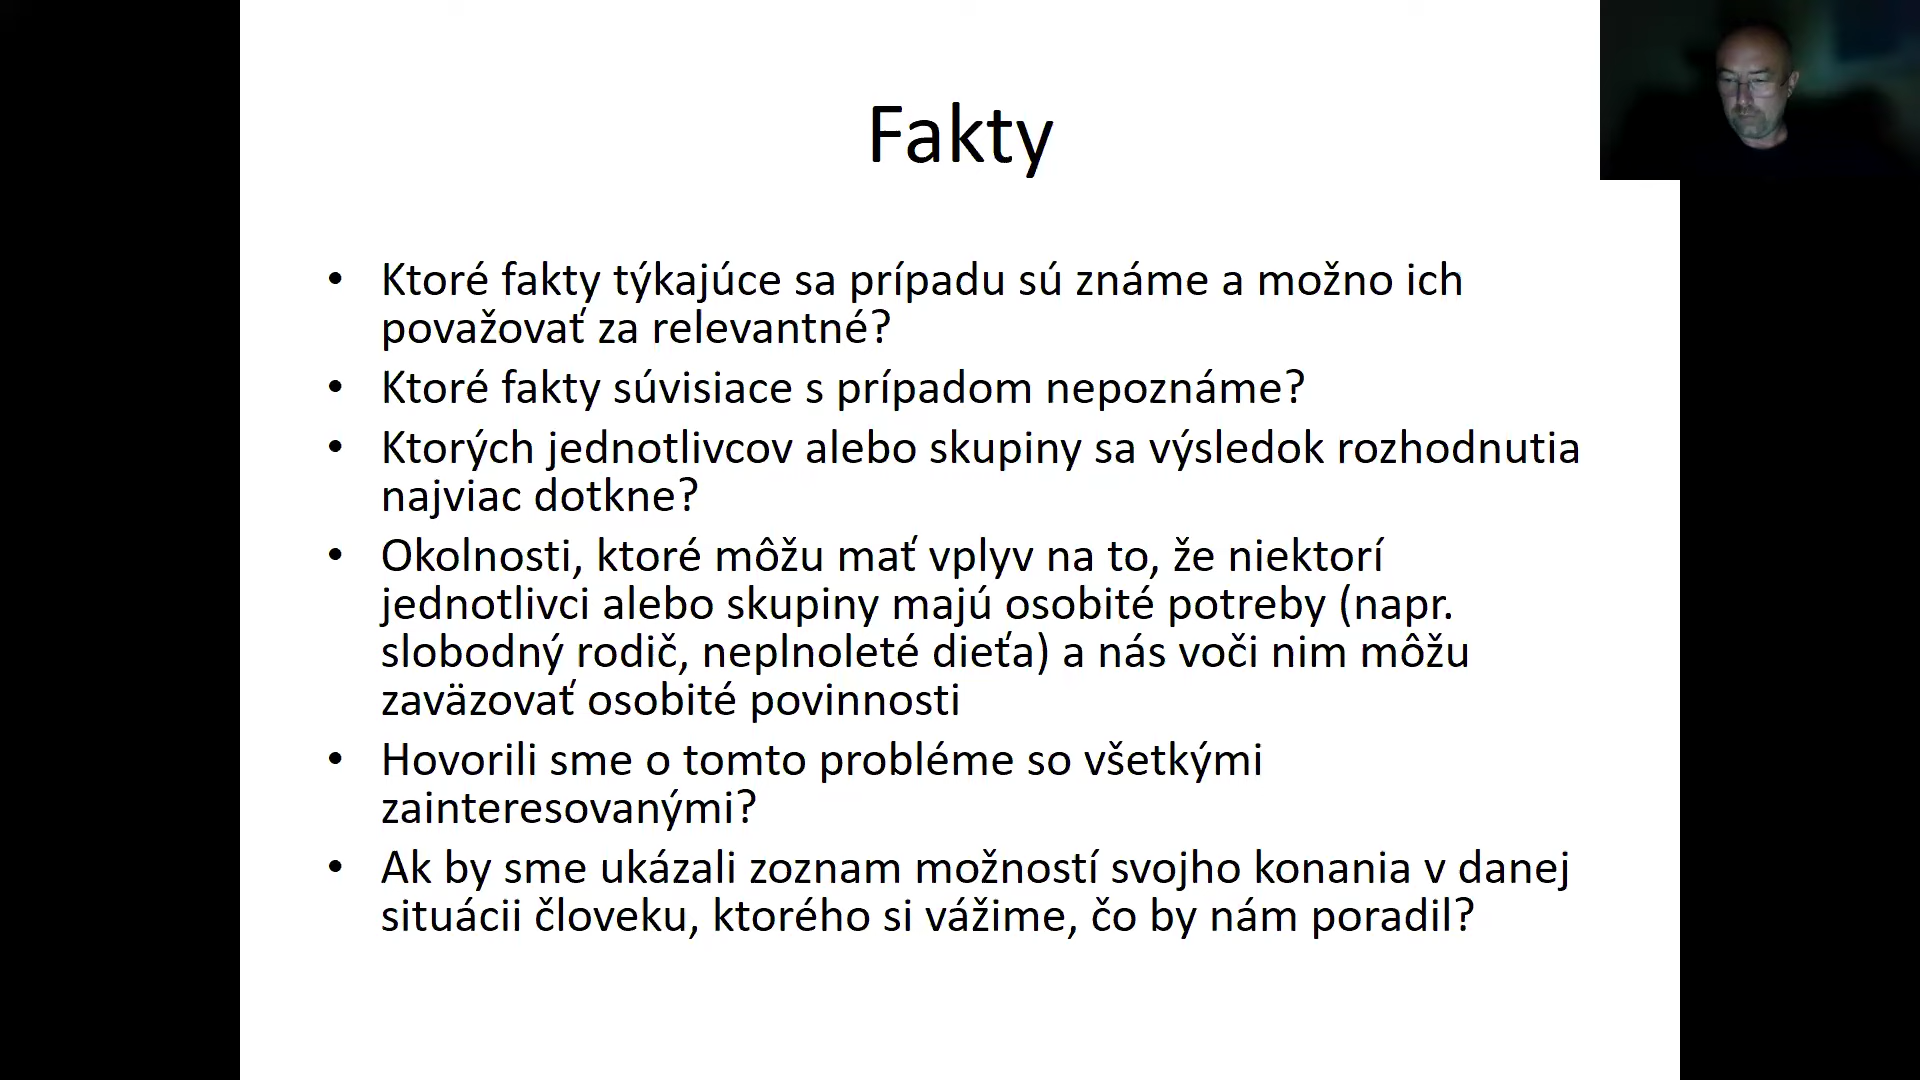 Fakty
• Ktoré fakty týkajúce sa prípadu sú známe a možno ich
považovať za relevantné?
• Ktoré fakty súvisiace s prípadom nepoznáme?
• Ktorých jednotlivcov alebo skupiny sa výsledok rozhodnutia
najviac dotkne?
• Okolnosti, ktoré môžu mať vplyv na to, že niektorí
jednotlivci alebo skupiny majú osobité potreby (napr.
slobodný rodič, neplnoleté dieťa) a nás voči nim môžu
zaväzovať osobité povinnosti
• Hovorili sme o tomto probléme so všetkými
zainteresovanými?
• Ak by sme ukázali zoznam možností svojho konania v danej
situácii človeku, ktorého si vážime, čo by nám poradil?